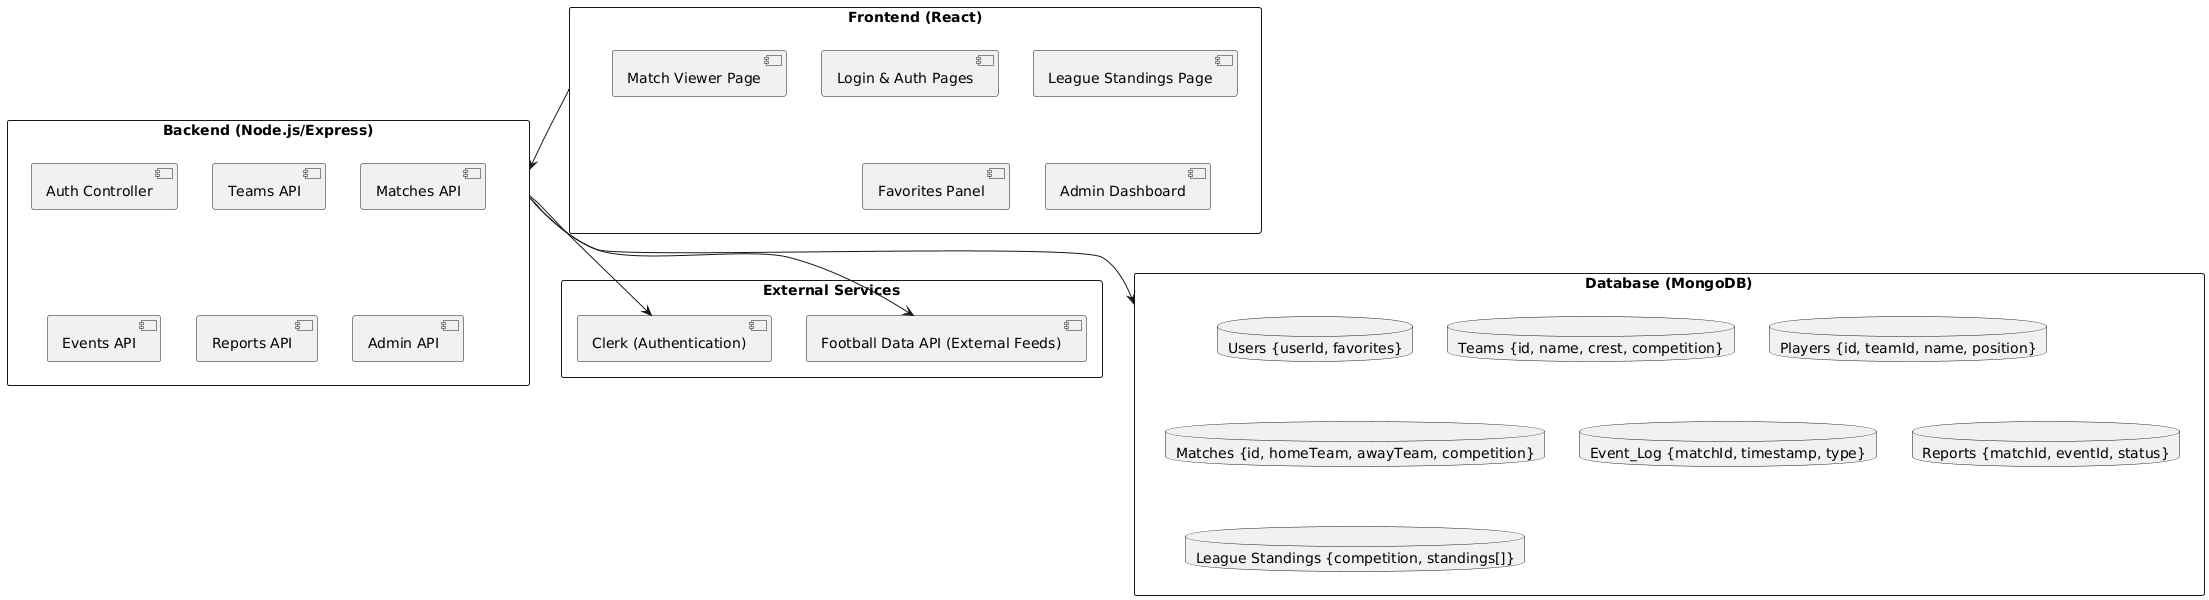 Frontend (React)
Match Viewer Page
Login & Auth Pages
League Standings Page
Favorites Panel
Admin Dashboard
Backend (Node.js/Express)
Auth Controller
Teams API
Matches API
Events API
Reports API
Admin API
External Services
Clerk (Authentication)
Football Data API (External Feeds)
Database (MongoDB)
Users {userId, favorites}
Teams {id, name, crest, competition}
Players {id, teamId, name, position}
Matches {id, homeTeam, awayTeam, competition}
Event_Log {matchId, timestamp, type}
Reports {matchId, eventId, status}
League Standings {competition, standings[]}